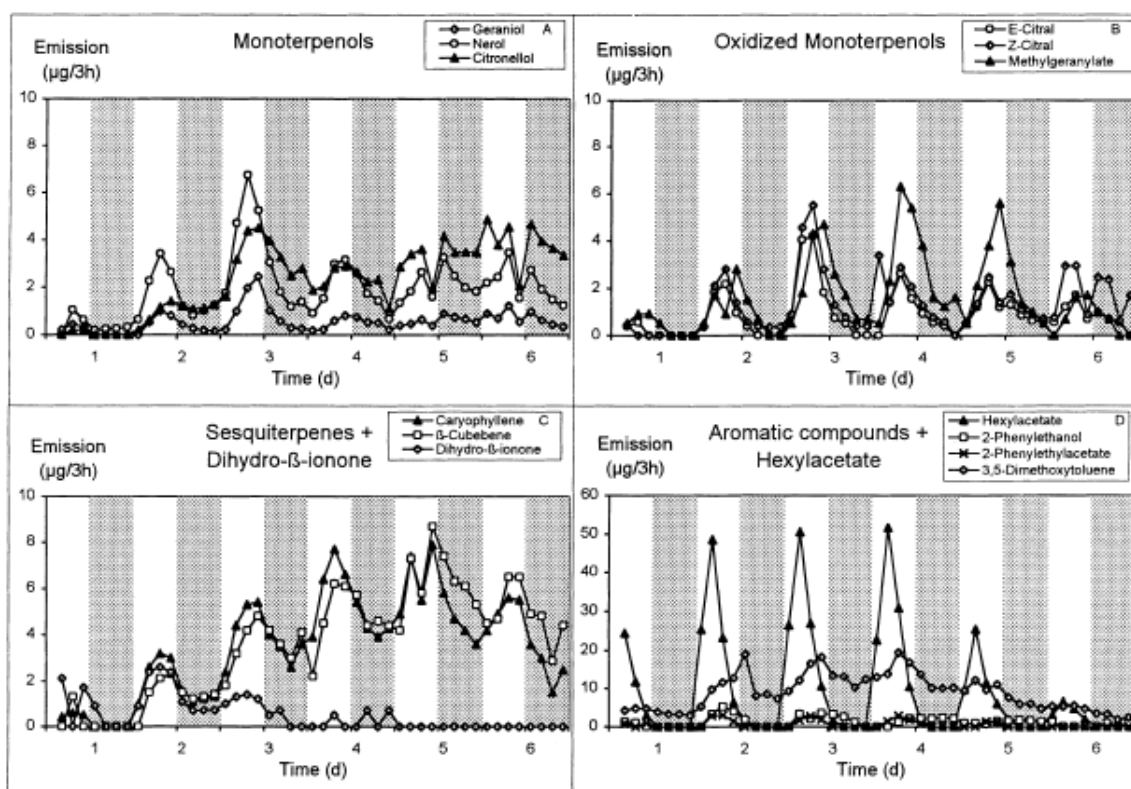 Monoterpenols
Geraniol A
Nerol
Citronellol
Emission
(µg/3h)
10
8
6
4
2
0
1 2 3 4 5 6
Time (d)
Oxidized Monoterpenols
E-Citral B
Z-Citral
Methylgeranylate
Emission
(µg/3h)
10
8
6
4
2
0
1 2 3 4 5 6
Time (d)
Sesquiterpenes +
Dihydro-ß-ionone
Caryophyllene C
ß-Cubebene
Dihydro-ß-ionone
Emission
(µg/3h)
10
8
6
4
2
0
1 2 3 4 5 6
Time (d)
Aromatic compounds +
Hexylacetate
Hexylacetate D
2-Phenylethanol
2-Phenylethylacetate
3,5-Dimethoxytoluene
Emission
(µg/3h)
60
50
40
30
20
10
0
1 2 3 4 5 6
Time (d)